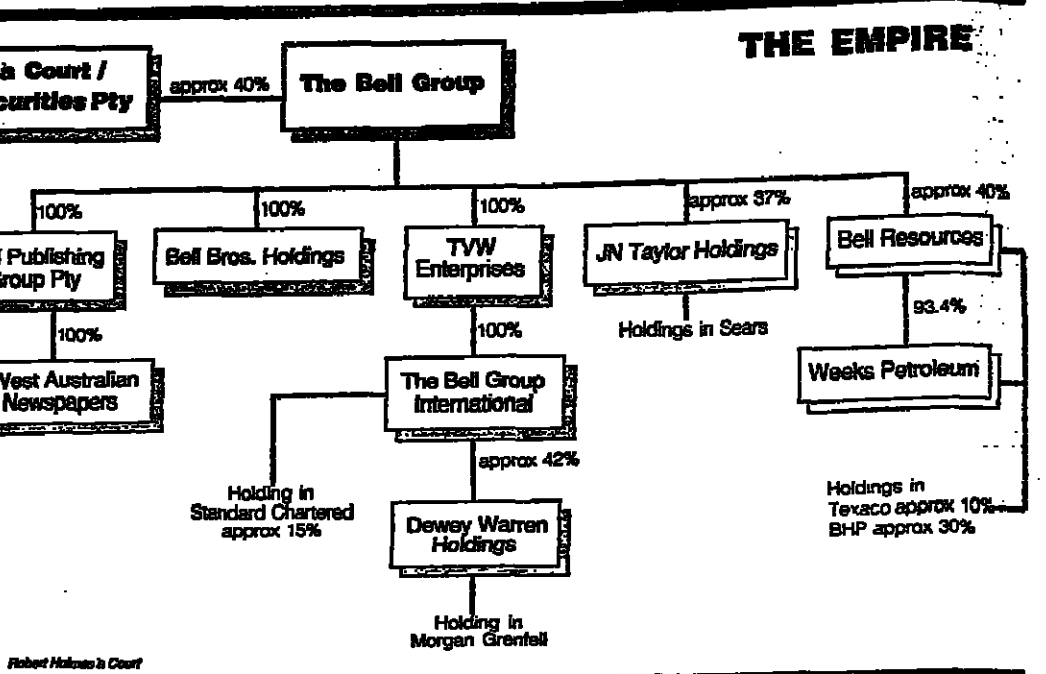 THE EMPIRE
à Court /
curities Pty
approx 40%
The Bell Group
100%
100%
100%
approx 37%
approx 40%
Publishing
roup Pty
Bell Bros. Holdings
TVW
Enterprises
JN Taylor Holdings
Bell Resources
100%
100%
Holdings in Sears
93.4%
West Australian
Newspapers
The Bell Group
International
Weeks Petroleum
approx 42%
Holding in
Standard Chartered
approx 15%
Dewey Warren
Holdings
Holdings in
Texaco approx 10%
BHP approx 30%
Holding in
Morgan Grenfell
Robert Holmes à Court